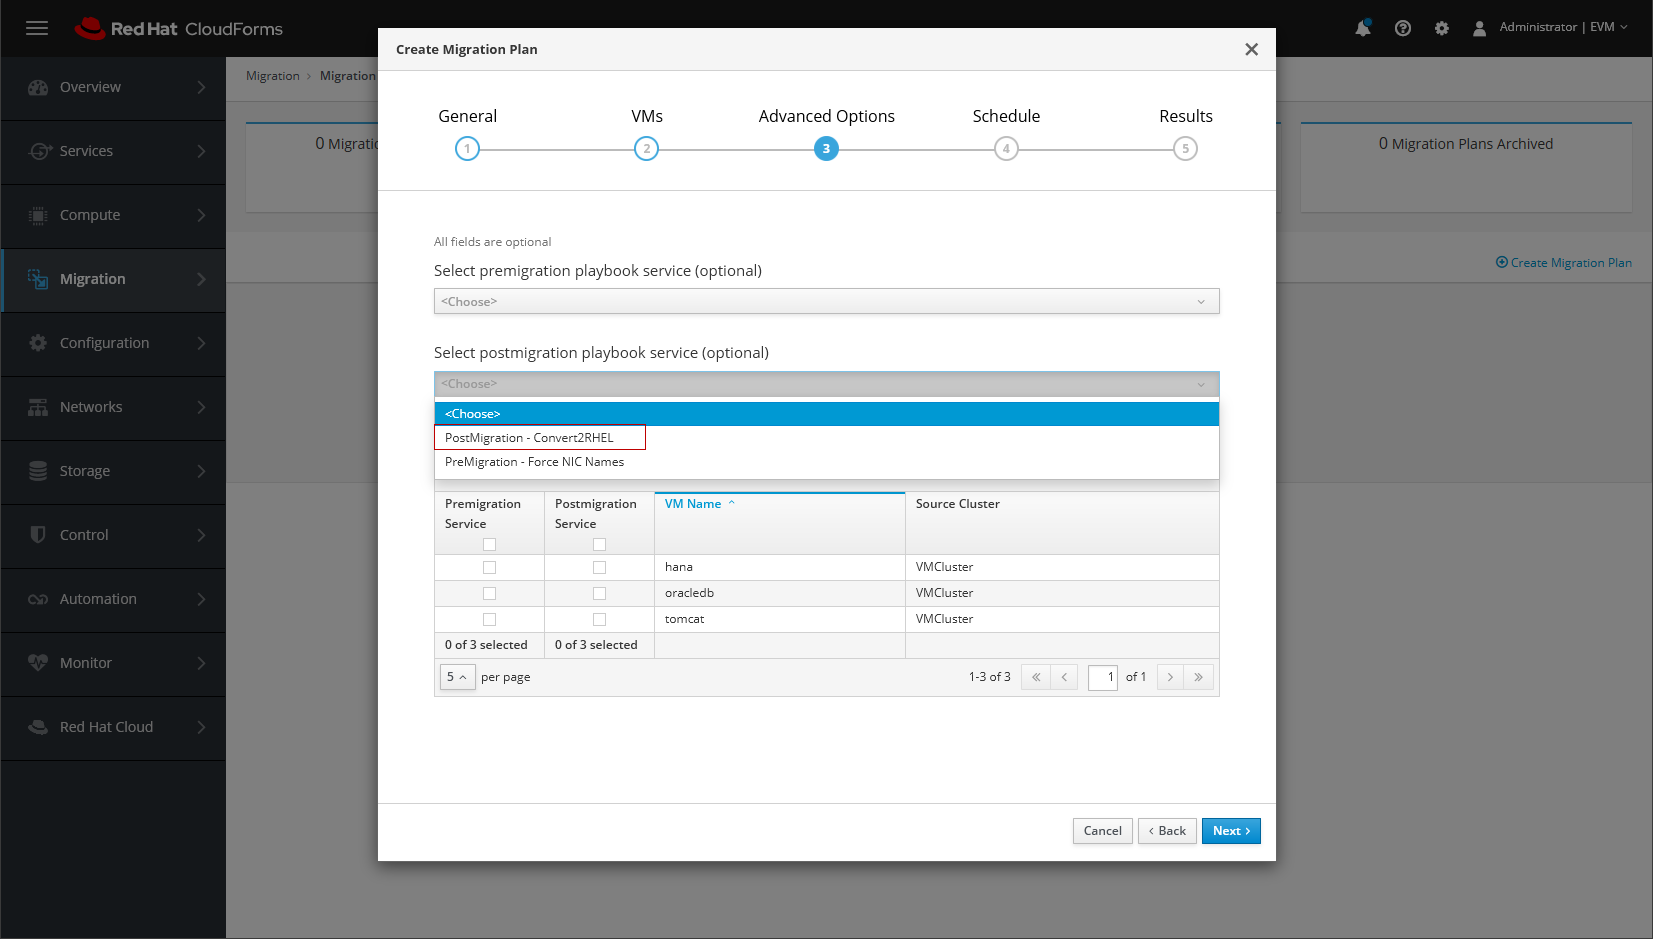 Red Hat CloudForms
Administrator | EVM
Create Migration Plan
Overview
Services
Compute
Migration
Configuration
Networks
Storage
Control
Automation
Monitor
Red Hat Cloud
Migration
Migration
0 Migratio
0 Migration Plans Archived
Create Migration Plan
General
VMs
Advanced Options
Schedule
Results
1
2
3
4
5
All fields are optional
Select premigration playbook service (optional)
<Choose>
Select postmigration playbook service (optional)
<Choose>
<Choose>
PostMigration - Convert2RHEL
PreMigration - Force NIC Names
Premigration Service
Postmigration Service
VM Name
Source Cluster
hana
VMCluster
oracledb
VMCluster
tomcat
VMCluster
0 of 3 selected
0 of 3 selected
5
per page
1-3 of 3
1
of 1
Cancel
Back
Next